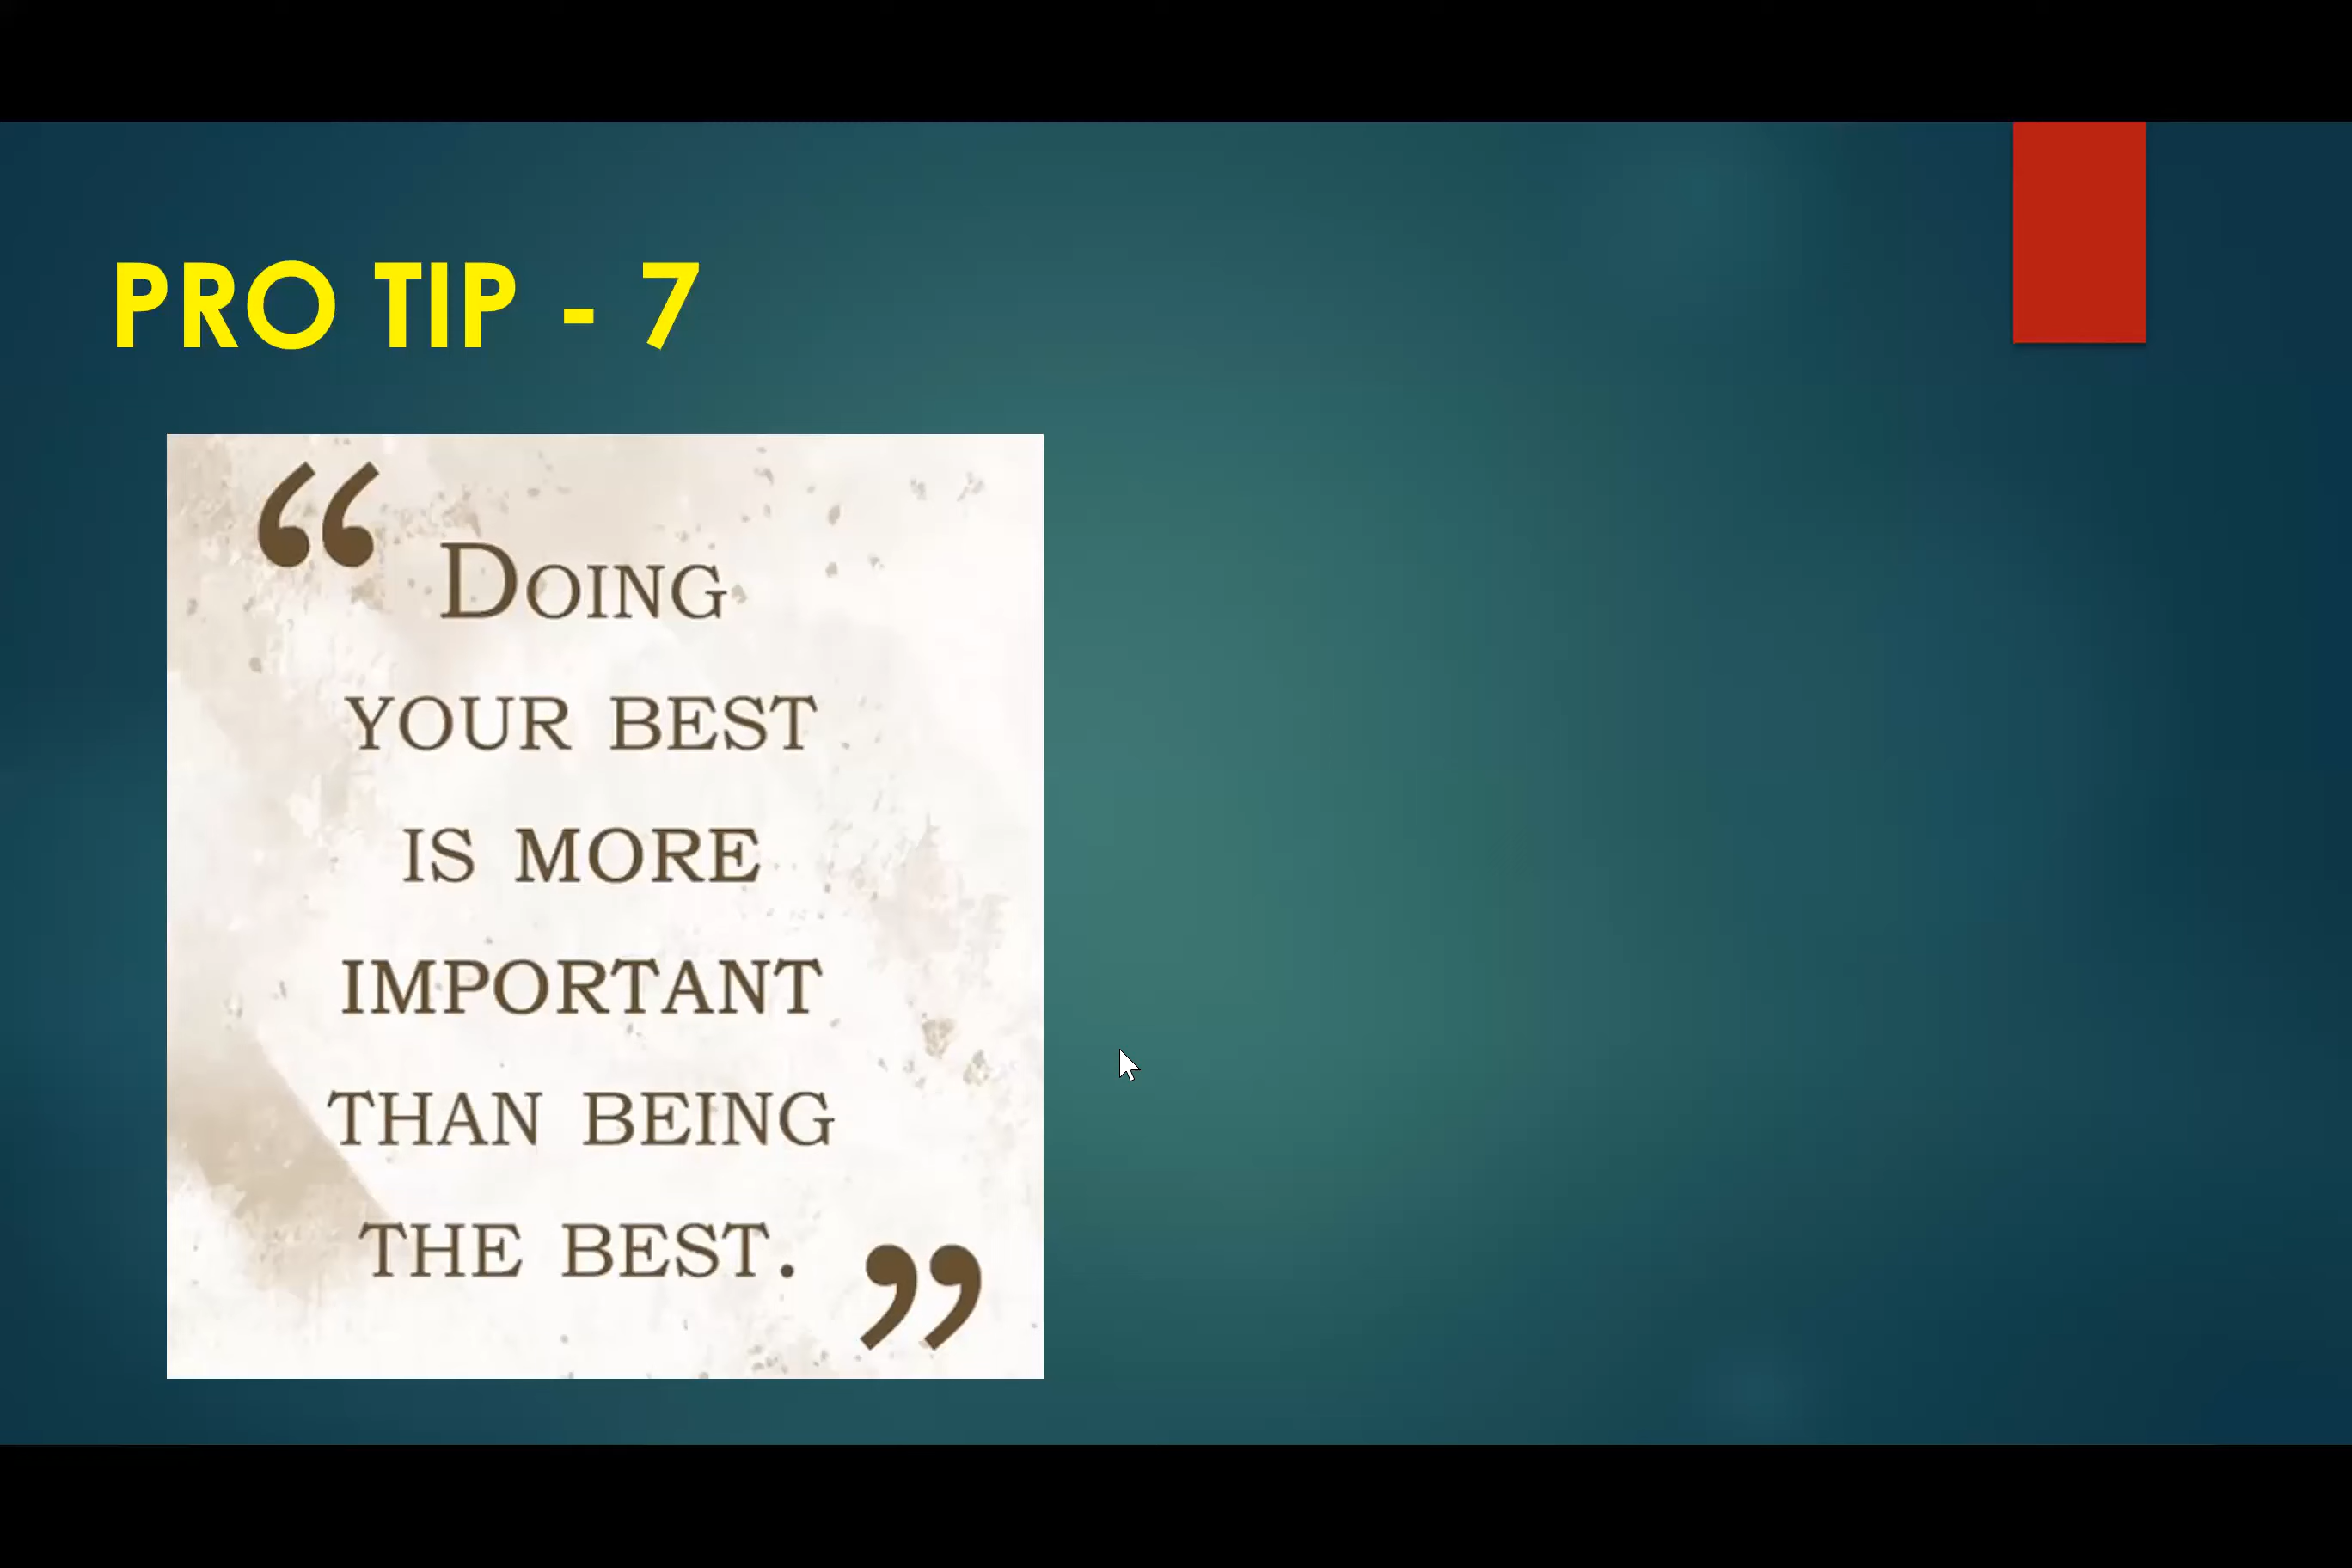 PRO TIP - 7
“ DOING
YOUR BEST
IS MORE
IMPORTANT
THAN BEING
THE BEST. ”